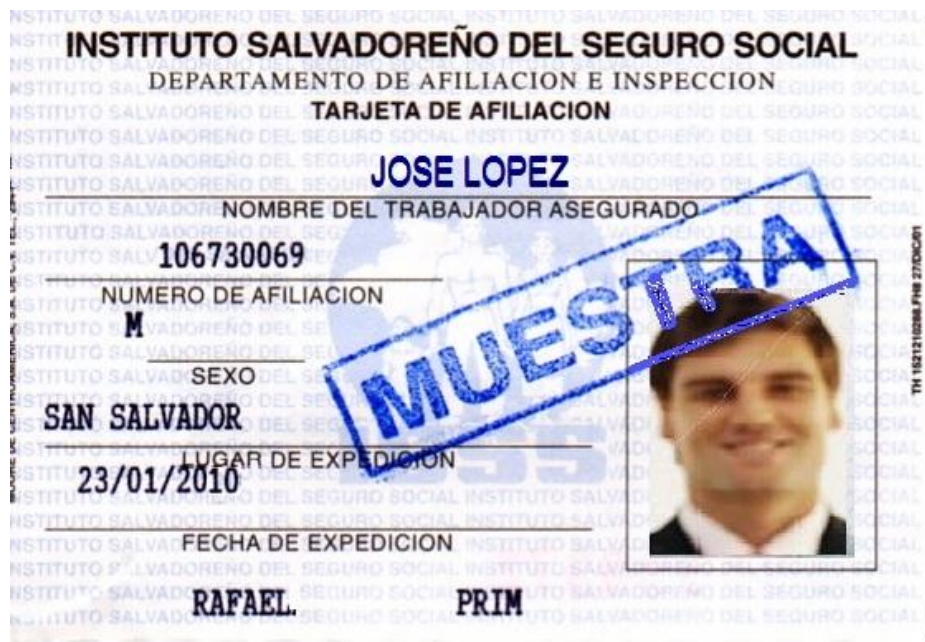 INSTITUTO SALVADOREÑO DEL SEGURO SOCIAL
DEPARTAMENTO DE AFILIACION E INSPECCION
TARJETA DE AFILIACION
JOSE LOPEZ
NOMBRE DEL TRABAJADOR ASEGURADO
106730069
NUMERO DE AFILIACION
M
SEXO
SAN SALVADOR
LUGAR DE EXPEDICION
23/01/2010
FECHA DE EXPEDICION
RAFAEL. PRIM
MUESTRA
ISSS